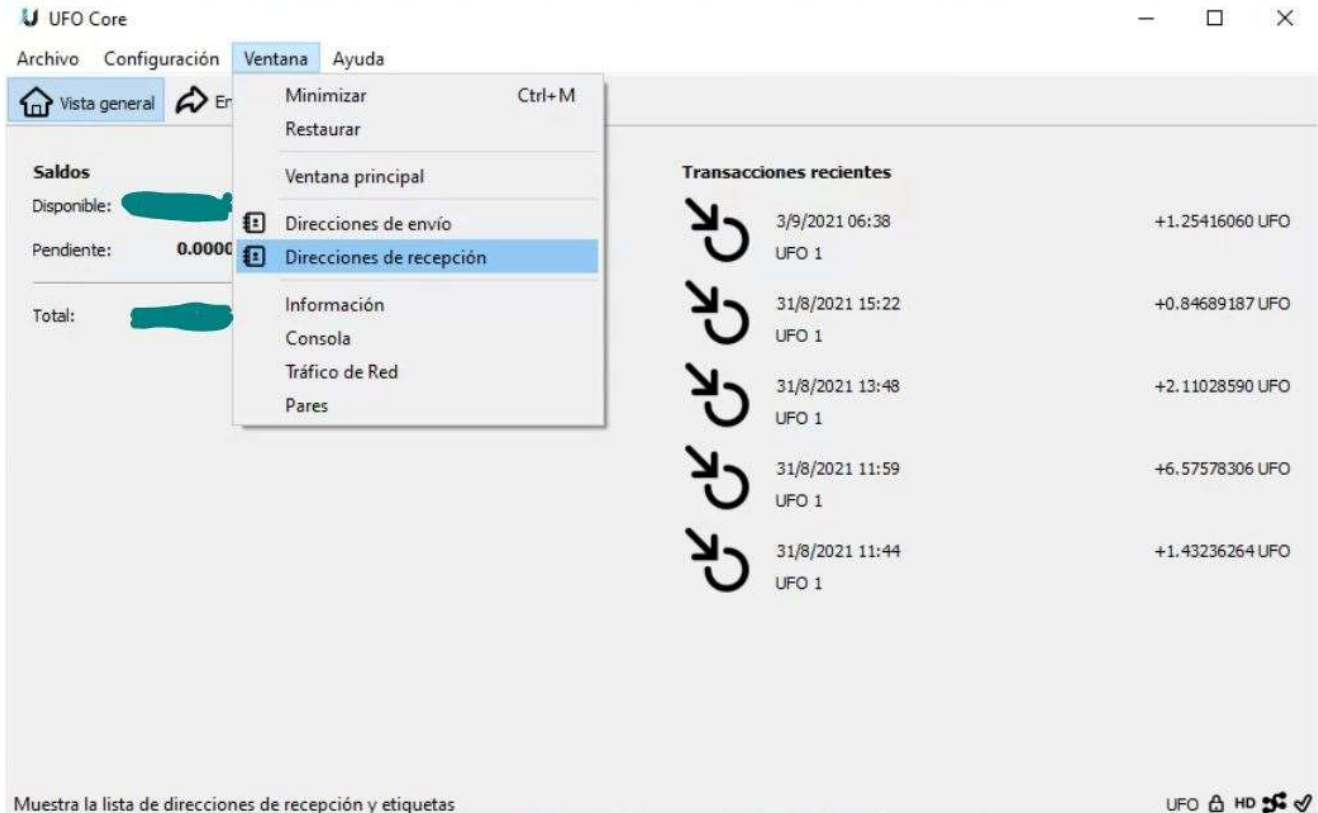 UFO Core
Archivo Configuración Ventana Ayuda
Vista general
Minimizar Ctrl+M
Restaurar
Ventana principal
Direcciones de envío
Direcciones de recepción
Información
Consola
Tráfico de Red
Pares
Saldos
Disponible:
Pendiente: 0.0000
Total:
Transacciones recientes
3/9/2021 06:38 +1.25416060 UFO
UFO 1
31/8/2021 15:22 +0.84689187 UFO
UFO 1
31/8/2021 13:48 +2.11028590 UFO
UFO 1
31/8/2021 11:59 +6.57578306 UFO
UFO 1
31/8/2021 11:44 +1.43236264 UFO
UFO 1
Muestra la lista de direcciones de recepción y etiquetas
UFO HD